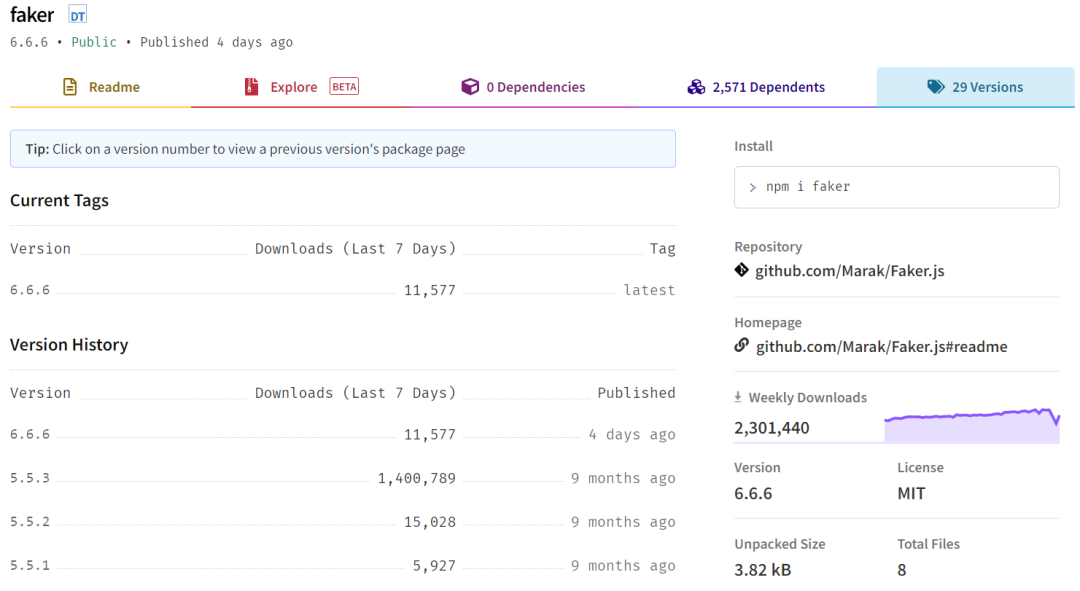 faker DT
6.6.6 • Public • Published 4 days ago
Readme
Explore BETA
0 Dependencies
2,571 Dependents
29 Versions
Tip: Click on a version number to view a previous version's package page
Current Tags
Version Downloads (Last 7 Days) Tag
6.6.6 11,577 latest
Version History
Version Downloads (Last 7 Days) Published
6.6.6 11,577 4 days ago
5.5.3 1,400,789 9 months ago
5.5.2 15,028 9 months ago
5.5.1 5,927 9 months ago
Install
> npm i faker
Repository
github.com/Marak/Faker.js
Homepage
github.com/Marak/Faker.js#readme
Weekly Downloads
2,301,440
Version License
6.6.6 MIT
Unpacked Size Total Files
3.82 kB 8